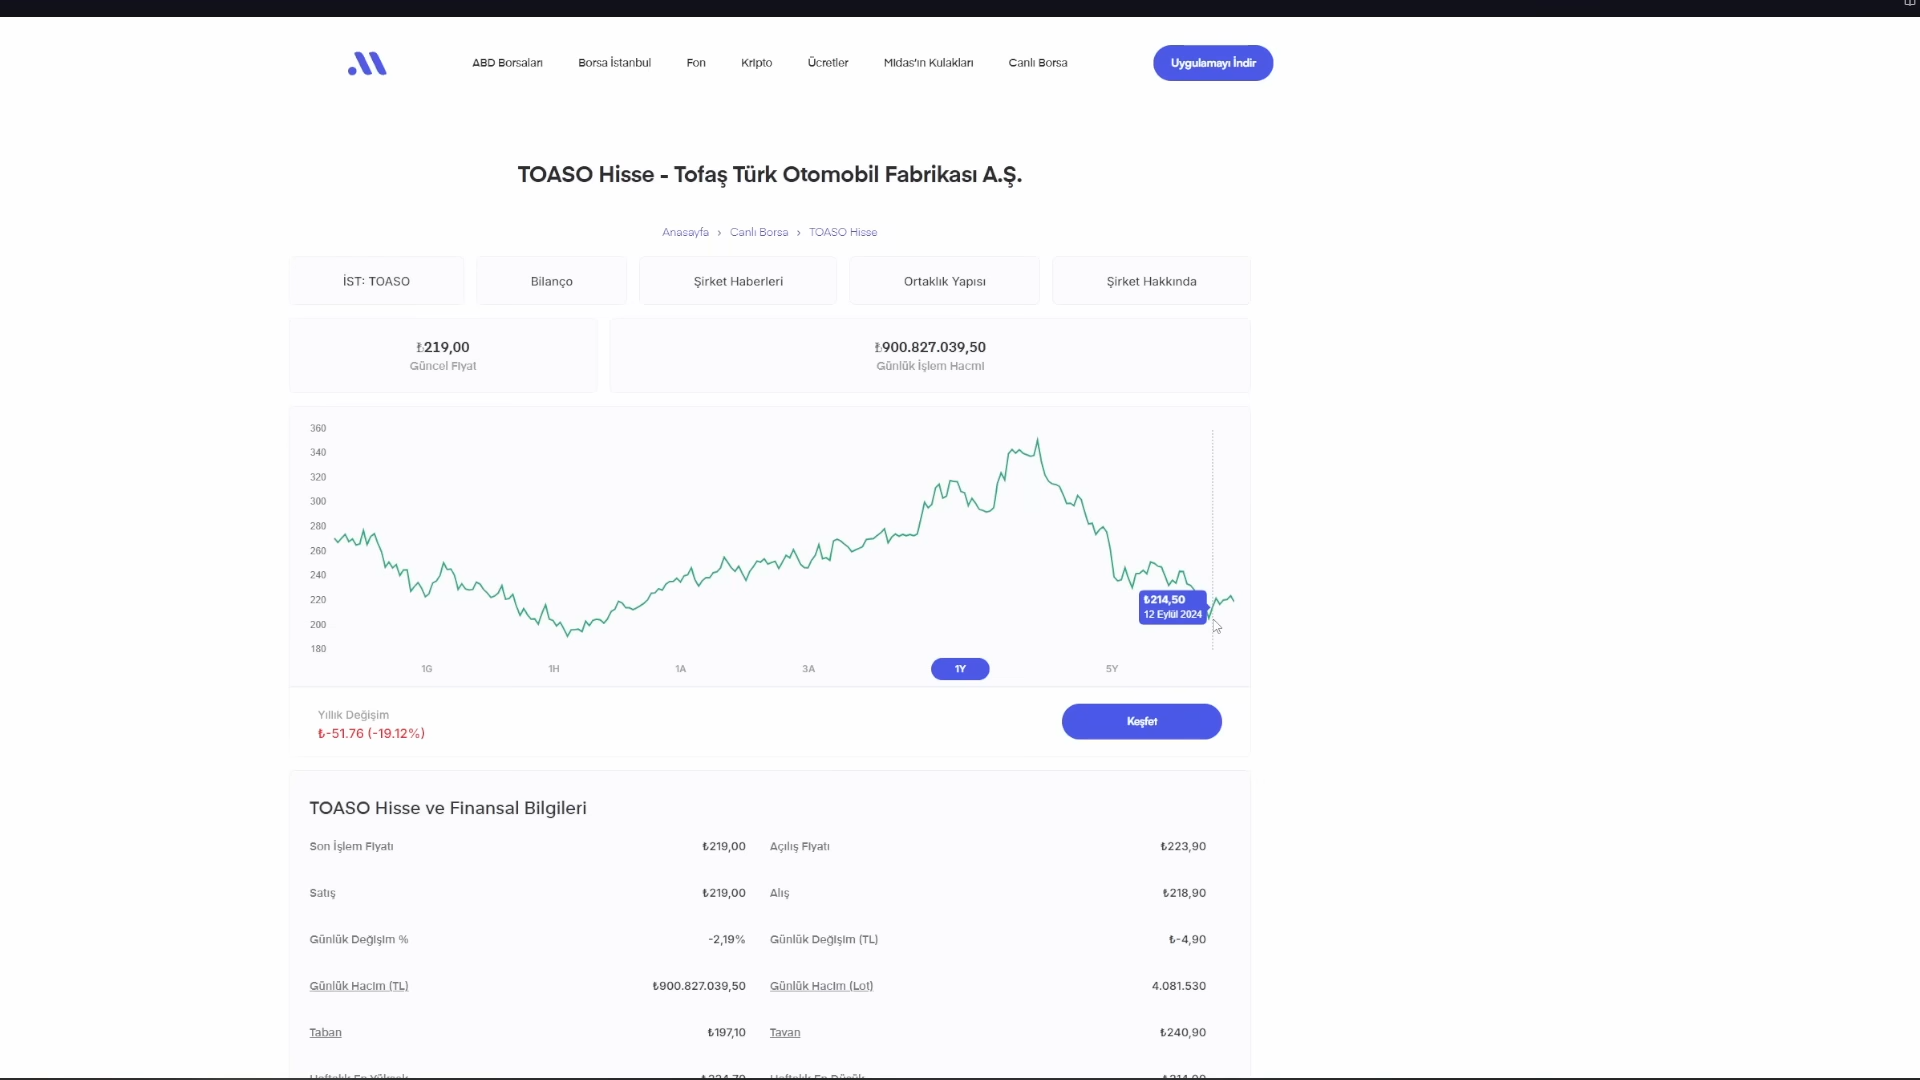 ABD Borsaları
Borsa İstanbul
Fon
Kripto
Ücretler
Midas'ın Kulakları
Canlı Borsa
Uygulamayı İndir
TOASO Hisse - Tofaş Türk Otomobil Fabrikası A.Ş.
Anasayfa › Canlı Borsa › TOASO Hisse
İST: TOASO
Bilanço
Şirket Haberleri
Ortaklık Yapısı
Şirket Hakkında
₺219,00
Güncel Fiyat
₺900.827.039,50
Günlük İşlem Hacmi
360
340
320
300
280
260
240
220
200
180
₺214,50
12 Eylül 2024
1G
1H
1A
3A
1Y
5Y
Yıllık Değişim
₺-51.76 (-19.12%)
Keşfet
TOASO Hisse ve Finansal Bilgileri
Son İşlem Fiyatı ₺219,00
Açılış Fiyatı ₺223,90
Satış ₺219,00
Alış ₺218,90
Günlük Değişim % -2,19%
Günlük Değişim (TL) ₺-4,90
Günlük Hacim (TL) ₺900.827.039,50
Günlük Hacim (Lot) 4.081.530
Taban ₺197,10
Tavan ₺240,90